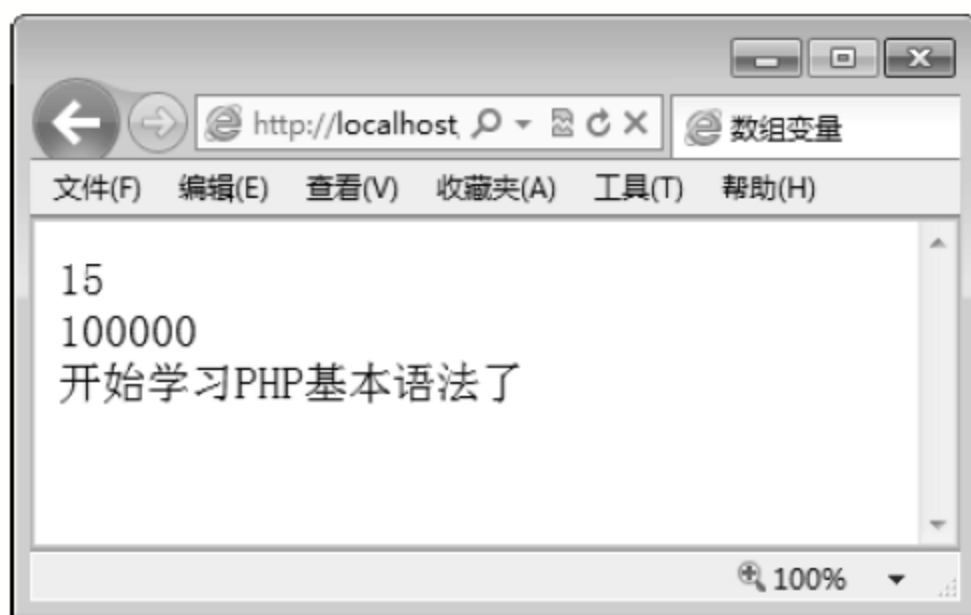 http://localhost
数组变量
文件(F) 编辑(E) 查看(V) 收藏夹(A) 工具(T) 帮助(H)
15
100000
开始学习PHP基本语法了
100%